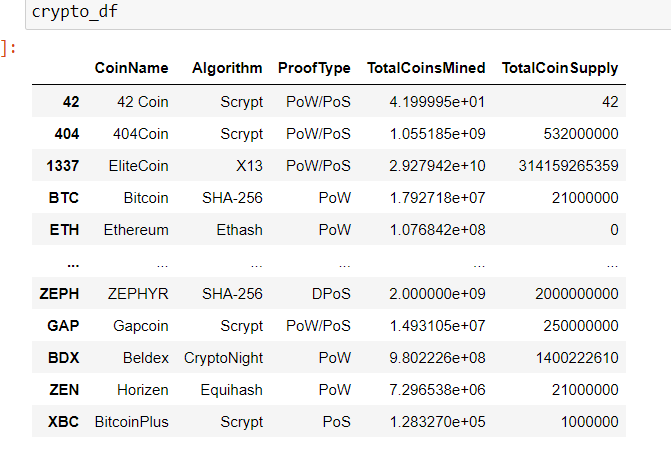 crypto_df
]:
CoinName Algorithm ProofType TotalCoinsMined TotalCoinSupply
42 42 Coin Scrypt PoW/PoS 4.199995e+01 42
404 404Coin Scrypt PoW/PoS 1.055185e+09 532000000
1337 EliteCoin X13 PoW/PoS 2.927942e+10 314159265359
BTC Bitcoin SHA-256 PoW 1.792718e+07 21000000
ETH Ethereum Ethash PoW 1.076842e+08 0
... ... ... ... ... ...
ZEPH ZEPHYR SHA-256 DPoS 2.000000e+09 2000000000
GAP Gapcoin Scrypt PoW/PoS 1.493105e+07 250000000
BDX Beldex CryptoNight PoW 9.802226e+08 1400222610
ZEN Horizen Equihash PoW 7.296538e+06 21000000
XBC BitcoinPlus Scrypt PoS 1.283270e+05 1000000